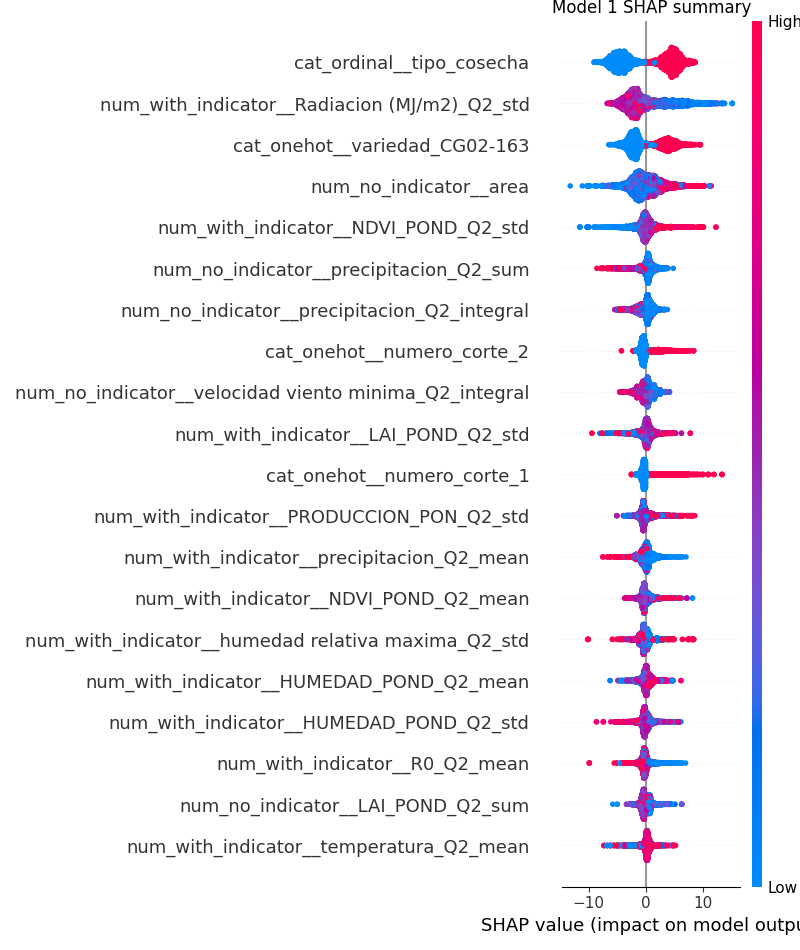 Model 1 SHAP summary
High
cat_ordinal__tipo_cosecha
num_with_indicator__Radiacion (MJ/m2)_Q2_std
cat_onehot__variedad_CG02-163
num_no_indicator__area
num_with_indicator__NDVI_POND_Q2_std
num_no_indicator__precipitacion_Q2_sum
num_no_indicator__precipitacion_Q2_integral
cat_onehot__numero_corte_2
num_no_indicator__velocidad viento minima_Q2_integral
num_with_indicator__LAI_POND_Q2_std
cat_onehot__numero_corte_1
num_with_indicator__PRODUCCION_PON_Q2_std
num_with_indicator__precipitacion_Q2_mean
num_with_indicator__NDVI_POND_Q2_mean
num_with_indicator__humedad relativa maxima_Q2_std
num_with_indicator__HUMEDAD_POND_Q2_mean
num_with_indicator__HUMEDAD_POND_Q2_std
num_with_indicator__R0_Q2_mean
num_no_indicator__LAI_POND_Q2_sum
num_with_indicator__temperatura_Q2_mean
Low
−10 0 10
SHAP value (impact on model outpu